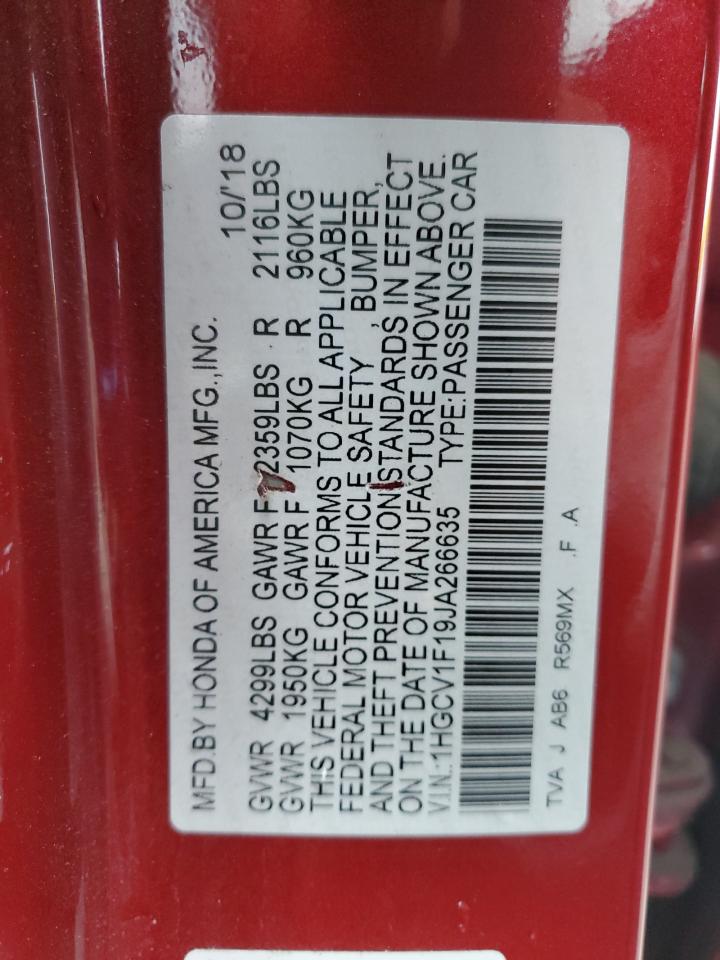 MFD.BY HONDA OF AMERICA MFG.,INC. 10/'18
GVWR 4299LBS GAWR F 2359LBS R 2116LBS
GVWR 1950KG GAWR F 1070KG R 960KG
THIS VEHICLE CONFORMS TO ALL APPLICABLE
FEDERAL MOTOR VEHICLE SAFETY , BUMPER,
AND THEFT PREVENTION STANDARDS IN EFFECT
ON THE DATE OF MANUFACTURE SHOWN ABOVE.
V.I.N.:1HGCV1F19JA266635 TYPE:PASSENGER CAR
TVA J AB6 R569MX .F .A